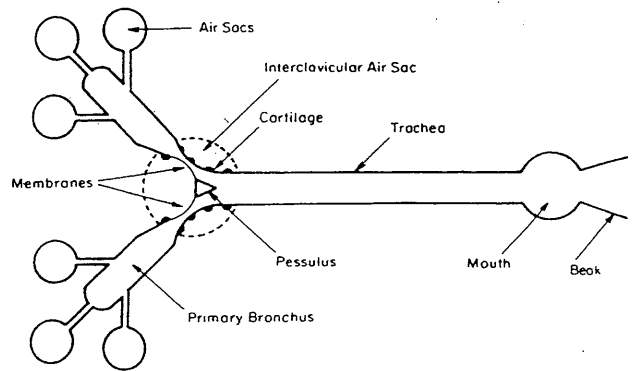 Air Sacs
Interclavicular Air Sac
Cartilage
Trachea
Membranes
Pessulus
Mouth
Beak
Primary Bronchus